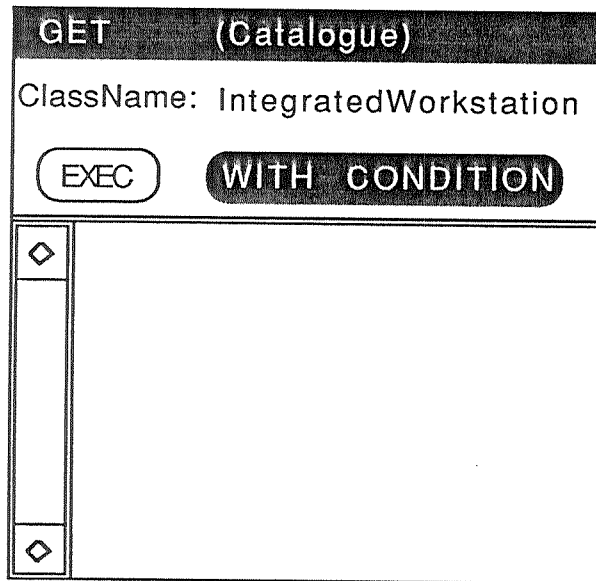 GET (Catalogue)
ClassName: IntegratedWorkstation
EXEC WITH CONDITION